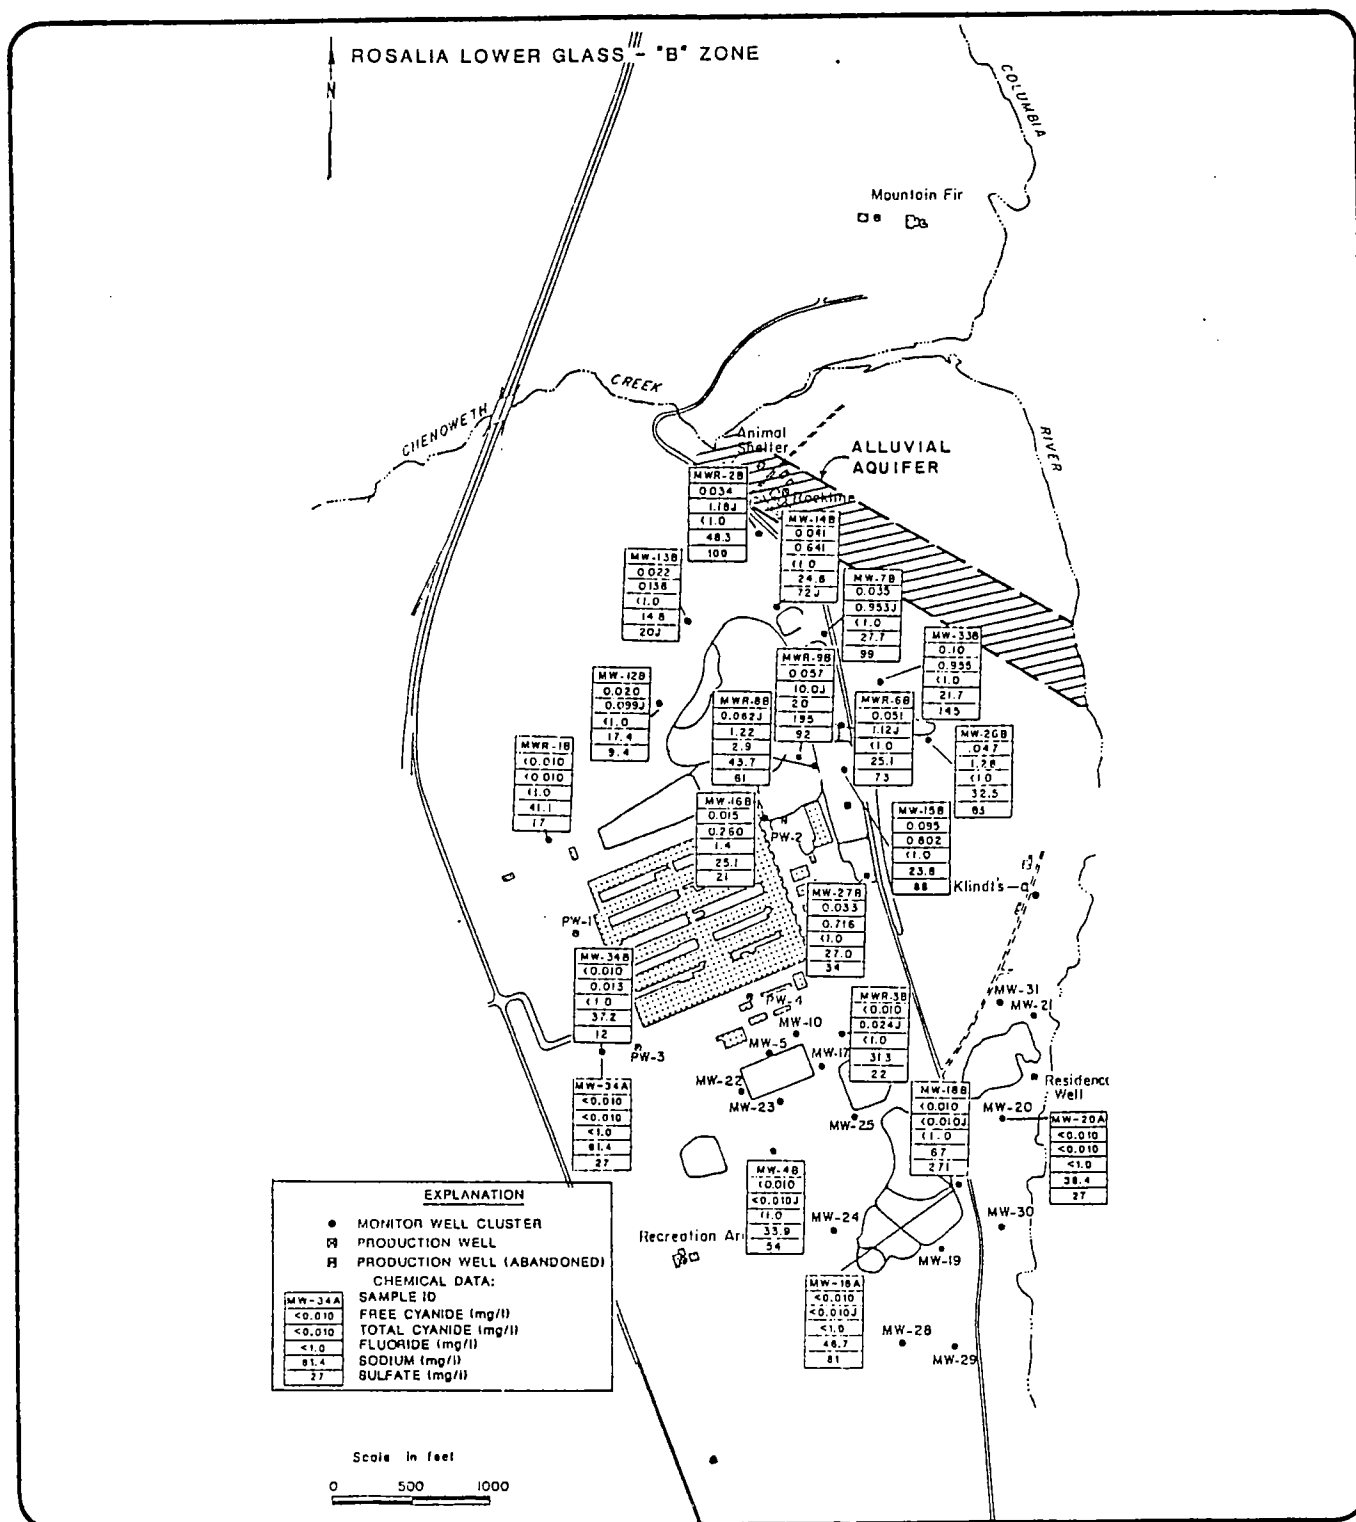 ROSALIA LOWER GLASS - "B" ZONE
N
COLUMBIA
Mountain Fir
CHENOWETH
CREEK
RIVER
Animal
Shelter
ALLUVIAL
AQUIFER
Rockline
MWR-2B
0.034
1.18J
<1.0
48.3
100
MW-14B
0.041
0.641
<1.0
24.6
72J
MW-13B
0.022
0.138
<1.0
14.8
20J
MW-7B
0.035
0.953J
<1.0
27.7
99
MW-33B
0.10
0.955
<1.0
21.7
145
MWR-9B
0.057
10.0J
20
195
92
MW-12B
0.020
0.099J
<1.0
17.4
9.4
MWR-8B
0.062J
1.22
2.9
43.7
61
MWR-6B
0.051
1.12J
<1.0
25.1
73
MW-26B
.047
1.28
<1.0
32.5
83
MWR-1B
<0.010
<0.010
<1.0
41.1
17
MW-16B
0.015
0.260
1.4
25.1
21
PW-2
MW-15B
0.095
0.802
<1.0
23.8
88
Klindt's
MW-27B
0.033
0.716
<1.0
27.0
34
PW-1
MW-34B
<0.010
0.013
<1.0
37.2
12
PW-4
MWR-3B
<0.010
0.024J
<1.0
31.3
22
MW-31
MW-21
MW-10
MW-5
MW-17
PW-3
MW-22
MW-23
MW-25
Residence
Well
MW-20
MW-20A
<0.010
<0.010
<1.0
38.4
27
MW-34A
<0.010
<0.010
<1.0
81.4
27
MW-18B
<0.010
<0.010J
<1.0
67
271
MW-4B
<0.010
<0.010J
<1.0
33.9
54
MW-24
MW-30
Recreation Ar
MW-19
MW-18A
<0.010
<0.010J
<1.0
46.7
81
MW-28
MW-29
EXPLANATION
MONITOR WELL CLUSTER
PRODUCTION WELL
PRODUCTION WELL (ABANDONED)
CHEMICAL DATA:
MW-34A SAMPLE ID
<0.010 FREE CYANIDE (mg/l)
<0.010 TOTAL CYANIDE (mg/l)
<1.0 FLUORIDE (mg/l)
81.4 SODIUM (mg/l)
27 SULFATE (mg/l)
Scale in feet
0 500 1000